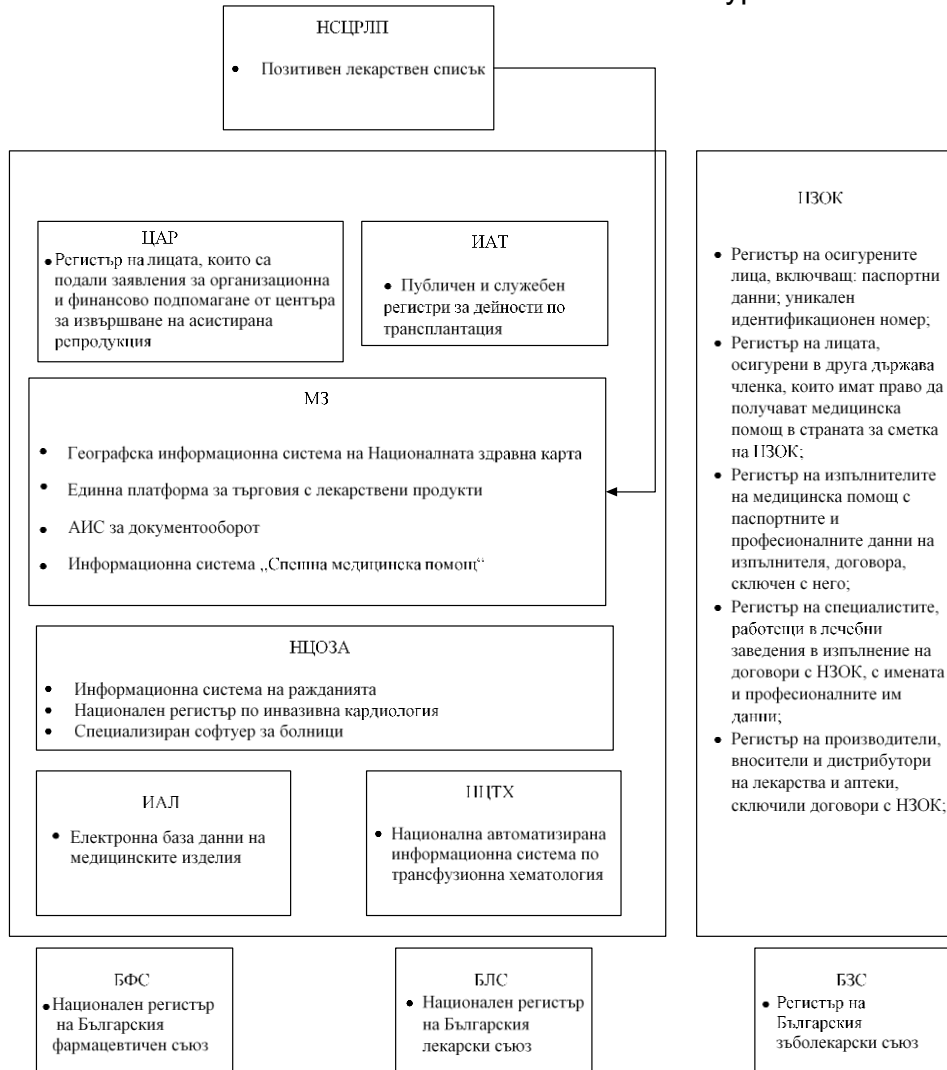 ур
НСЦРЛП
• Позитивен лекарствен списък
ЦАР
• Регистър на лицата, които са
подали заявления за организационна
и финансово подпомагане от центъра
за извършване на асистирана
репродукция
ИАТ
• Публичен и служебен
регистри за дейности по
трансплантация
МЗ
• Географска информационна система на Националната здравна карта
• Единна платформа за търговия с лекарствени продукти
• АИС за документооборот
• Информационна система „Спешна медицинска помощ“
НЦОЗА
• Информационна система на ражданията
• Национален регистър по инвазивна кардиология
• Специализиран софтуер за болници
ИАЛ
• Електронна база данни на
медицинските изделия
НЦТХ
• Национална автоматизирана
информационна система по
трансфузионна хематология
НЗОК
• Регистър на осигурените
лица, включващ: паспортни
данни; уникален
идентификационен номер;
• Регистър на лицата,
осигурени в друга държава
членка, които имат право да
получават медицинска
помощ в страната за сметка
на НЗОК;
• Регистър на изпълнителите
на медицинска помощ с
паспортните и
професионалните данни на
изпълнителя, договора,
сключен с него;
• Регистър на специалистите,
работещи в лечебни
заведения в изпълнение на
договори с НЗОК, с имената
и професионалните им
данни;
• Регистър на производители,
вносители и дистрибутори
на лекарства и аптеки,
сключили договори с НЗОК;
БФС
• Национален регистър
на Българския
фармацевтичен съюз
БЛС
• Национален регистър
на Българския
лекарски съюз
БЗС
• Регистър на
Българския
зъболекарски съюз